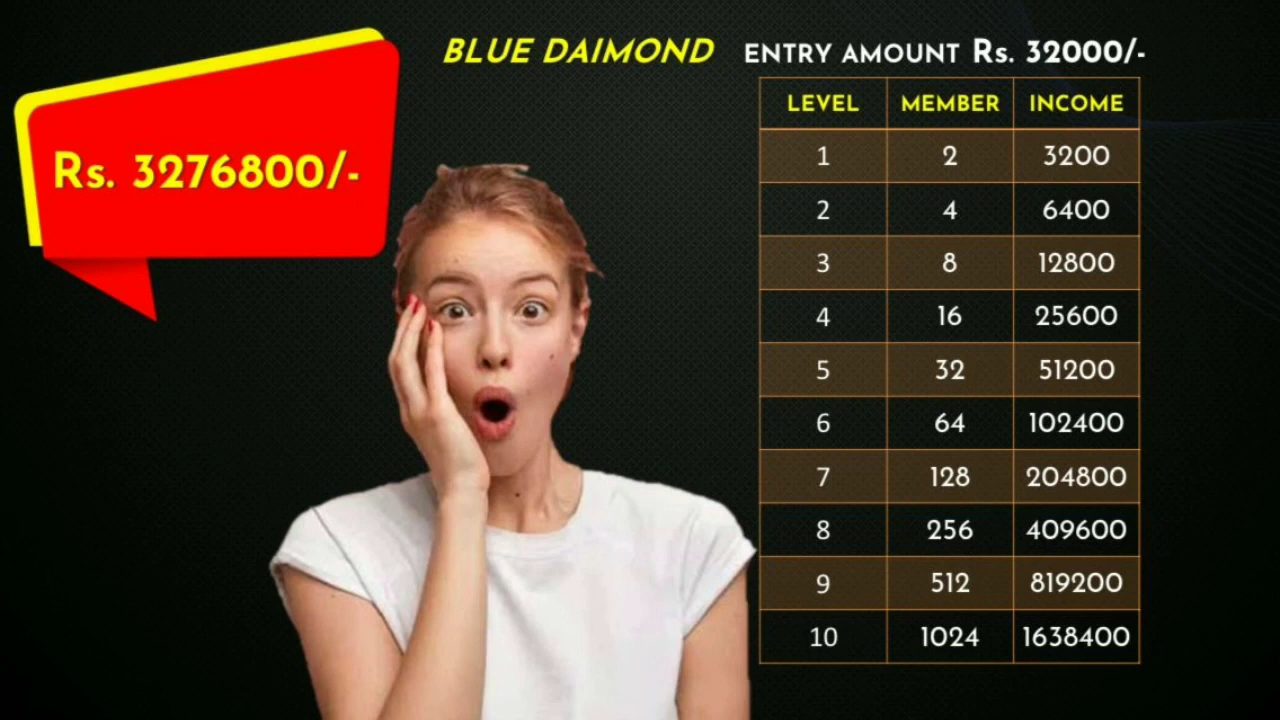 BLUE DAIMOND ENTRY AMOUNT Rs. 32000/-
Rs. 3276800/-
LEVEL MEMBER INCOME
1 2 3200
2 4 6400
3 8 12800
4 16 25600
5 32 51200
6 64 102400
7 128 204800
8 256 409600
9 512 819200
10 1024 1638400